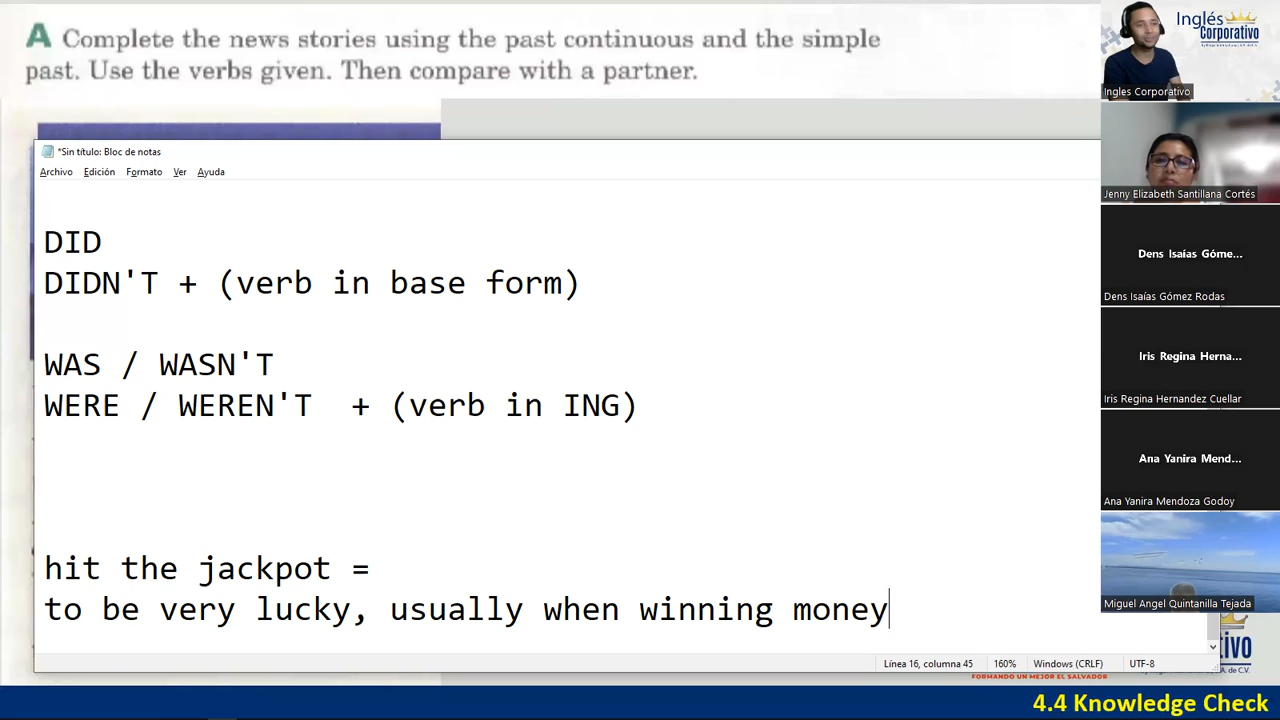 A Complete the news stories using the past continuous and the simple
past. Use the verbs given. Then compare with a partner.
*Sin título: Bloc de notas
Archivo Edición Formato Ver Ayuda
DID
DIDN'T + (verb in base form)
WAS / WASN'T
WERE / WEREN'T + (verb in ING)
hit the jackpot =
to be very lucky, usually when winning money
Línea 16, columna 45 160% Windows (CRLF) UTF-8
FORMANDO UN MEJOR EL SALVADOR
4.4 Knowledge Check
Inglés
Corporativo
Ingles Corporativo
Jenny Elizabeth Santillana Cortés
Dens Isaías Góme...
Dens Isaías Gómez Rodas
Iris Regina Herna...
Iris Regina Hernandez Cuellar
Ana Yanira Mend...
Ana Yanira Mendoza Godoy
Miguel Angel Quintanilla Tejada